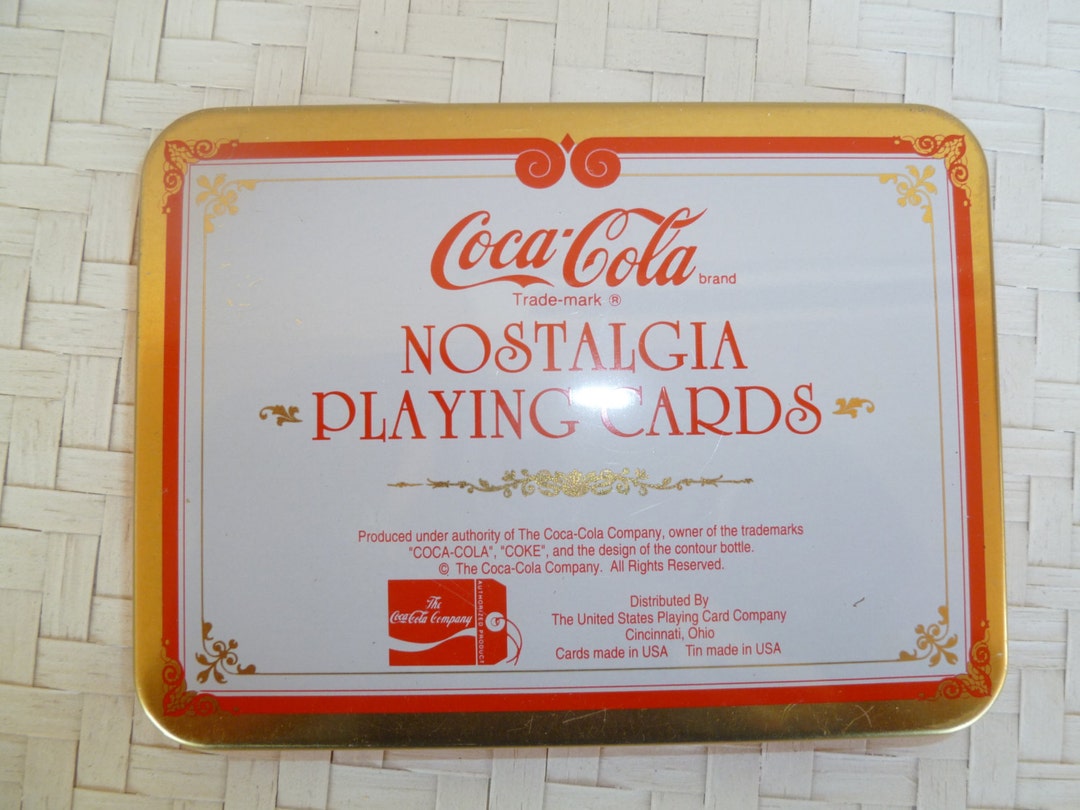 Coca-Cola brand
Trade-mark ®
NOSTALGIA
PLAYING CARDS
Produced under authority of The Coca-Cola Company, owner of the trademarks
"COCA-COLA", "COKE", and the design of the contour bottle.
© The Coca-Cola Company. All Rights Reserved.
The
Coca-Cola Company
AUTHORIZED PRODUCT
Distributed By
The United States Playing Card Company
Cincinnati, Ohio
Cards made in USA Tin made in USA